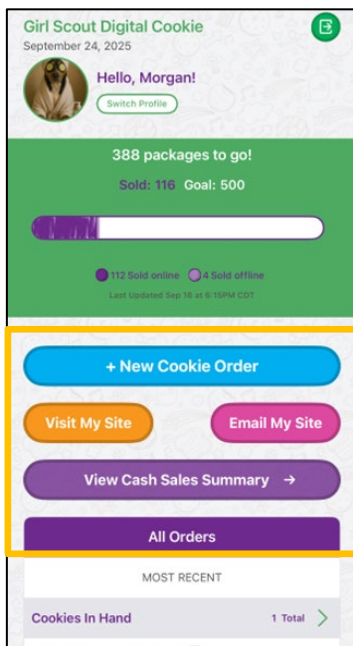 Girl Scout Digital Cookie
September 24, 2025
Hello, Morgan!
Switch Profile
388 packages to go!
Sold: 116 Goal: 500
112 Sold online 4 Sold offline
Last Updated Sep 16 at 6:15PM CDT
+ New Cookie Order
Visit My Site Email My Site
View Cash Sales Summary →
All Orders
MOST RECENT
Cookies In Hand 1 Total